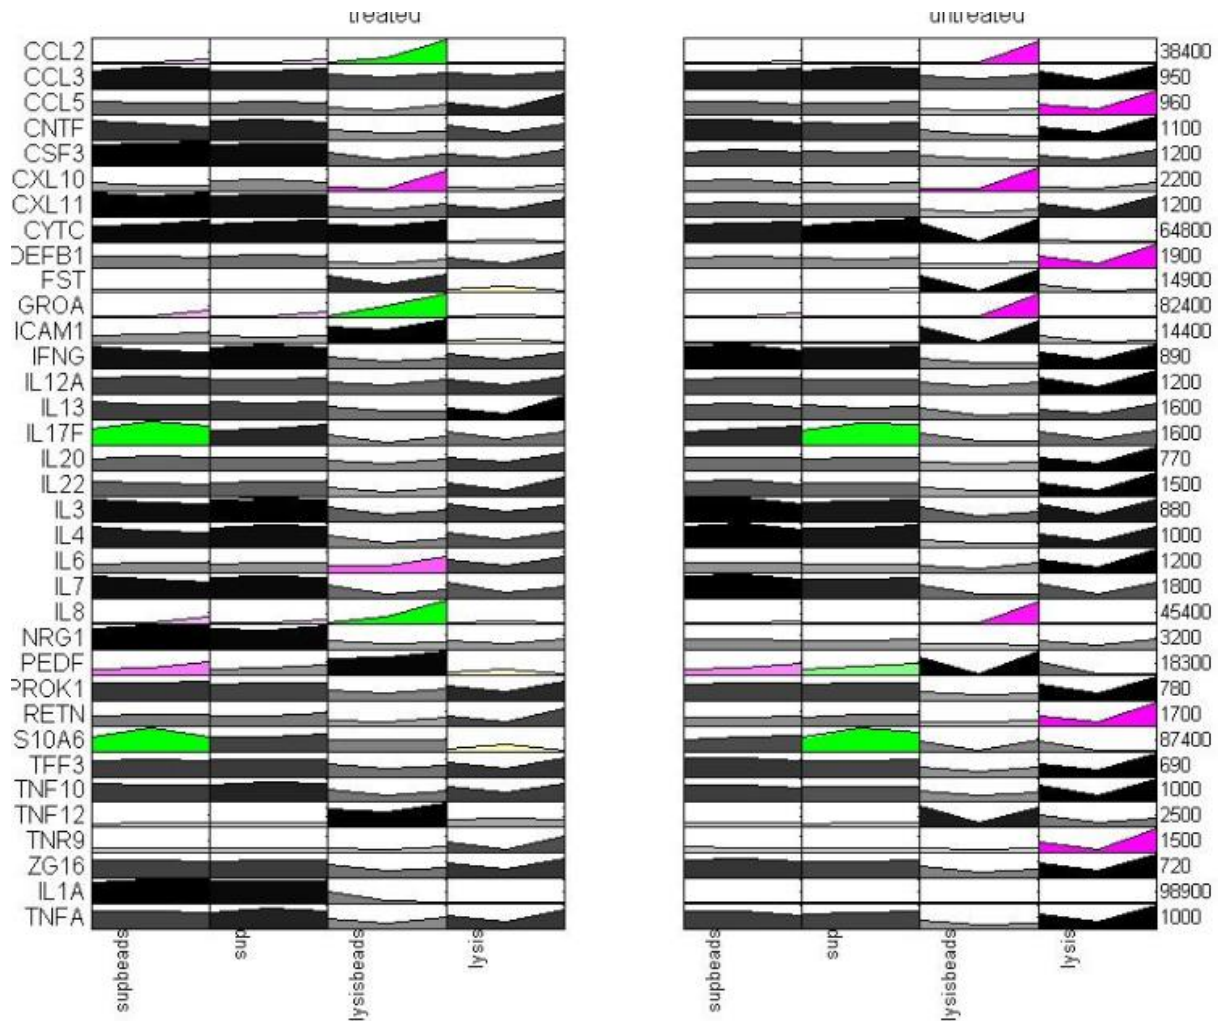 treated untreated
CCL2 38400
CCL3 950
CCL5 960
CNTF 1100
CSF3 1200
CXL10 2200
CXL11 1200
CYTC 64800
DEFB1 1900
FST 14900
GROA 82400
ICAM1 14400
IFNG 890
IL12A 1200
IL13 1600
IL17F 1600
IL20 770
IL22 1500
IL3 880
IL4 1000
IL6 1200
IL7 1800
IL8 45400
NRG1 3200
PEDF 18300
PROK1 780
RETN 1700
S10A6 87400
TFF3 690
TNF10 1000
TNF12 2500
TNR9 1500
ZG16 720
IL1A 98900
TNFA 1000
supbeads sup lysisbeads lysis supbeads sup lysisbeads lysis